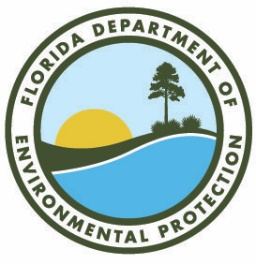 FLORIDA DEPARTMENT OF
ENVIRONMENTAL PROTECTION